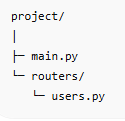 project/
│
├─ main.py
└─ routers/
   └─ users.py